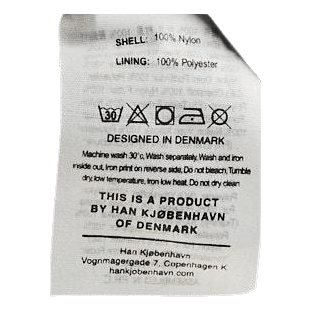 SHELL: 100% Nylon
LINING: 100% Polyester
30
DESIGNED IN DENMARK
Machine wash 30°c, Wash separately, Wash and iron
inside out, Iron print on reverse side, Do not bleach, Tumble
dry, low temperature, Iron low heat, Do not dry clean
THIS IS A PRODUCT
BY HAN KJØBENHAVN
OF DENMARK
Han Kjøbenhavn
Vognmagergade 7, Copenhagen K
hankjobenhavn.com